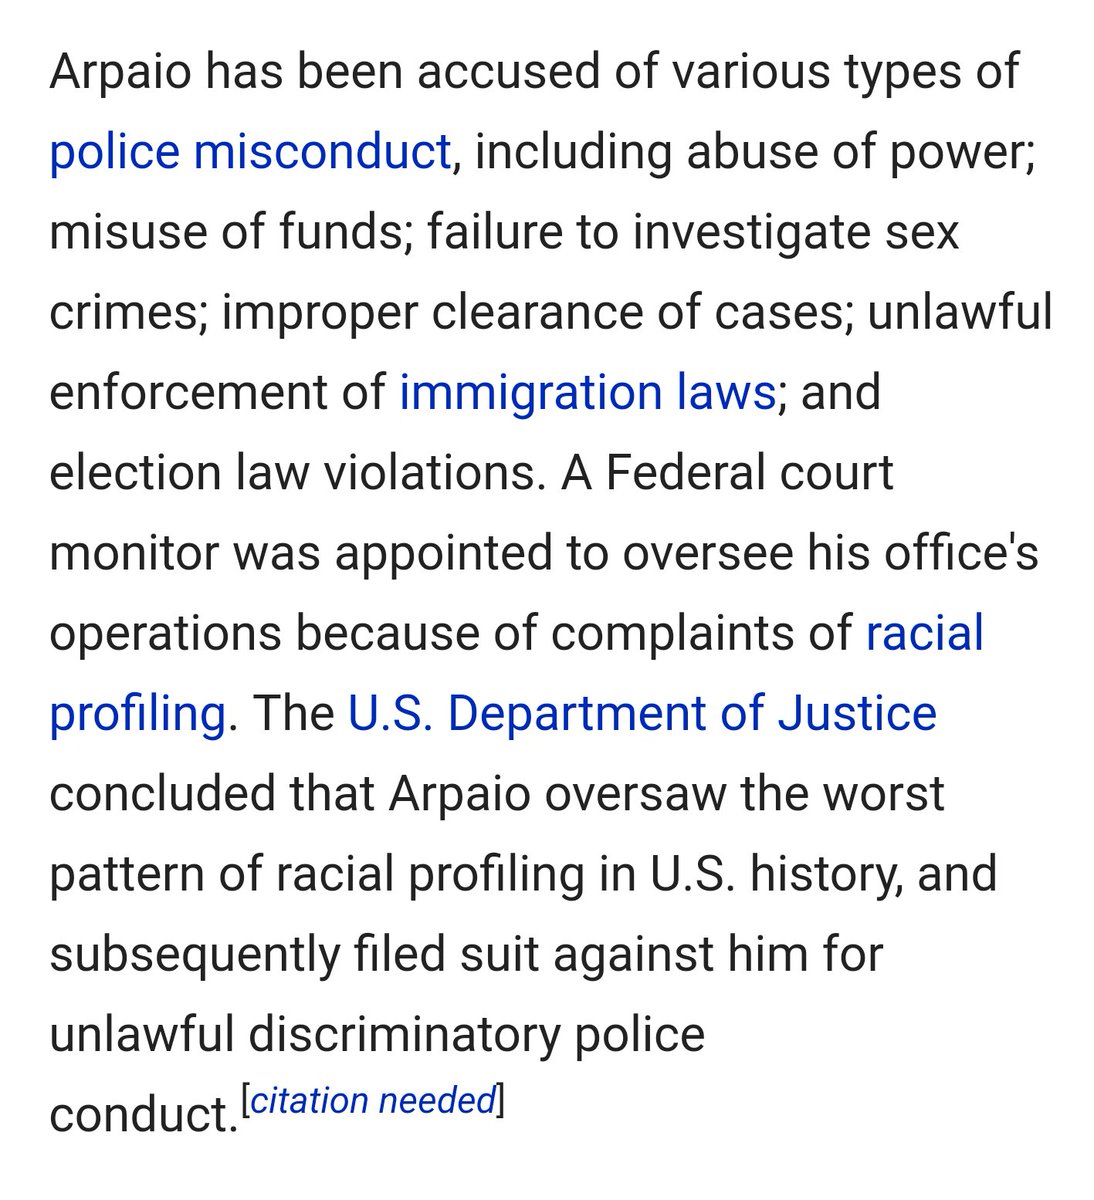 Arpaio has been accused of various types of
police misconduct, including abuse of power;
misuse of funds; failure to investigate sex
crimes; improper clearance of cases; unlawful
enforcement of immigration laws; and
election law violations. A Federal court
monitor was appointed to oversee his office's
operations because of complaints of racial
profiling. The U.S. Department of Justice
concluded that Arpaio oversaw the worst
pattern of racial profiling in U.S. history, and
subsequently filed suit against him for
unlawful discriminatory police
conduct.[citation needed]